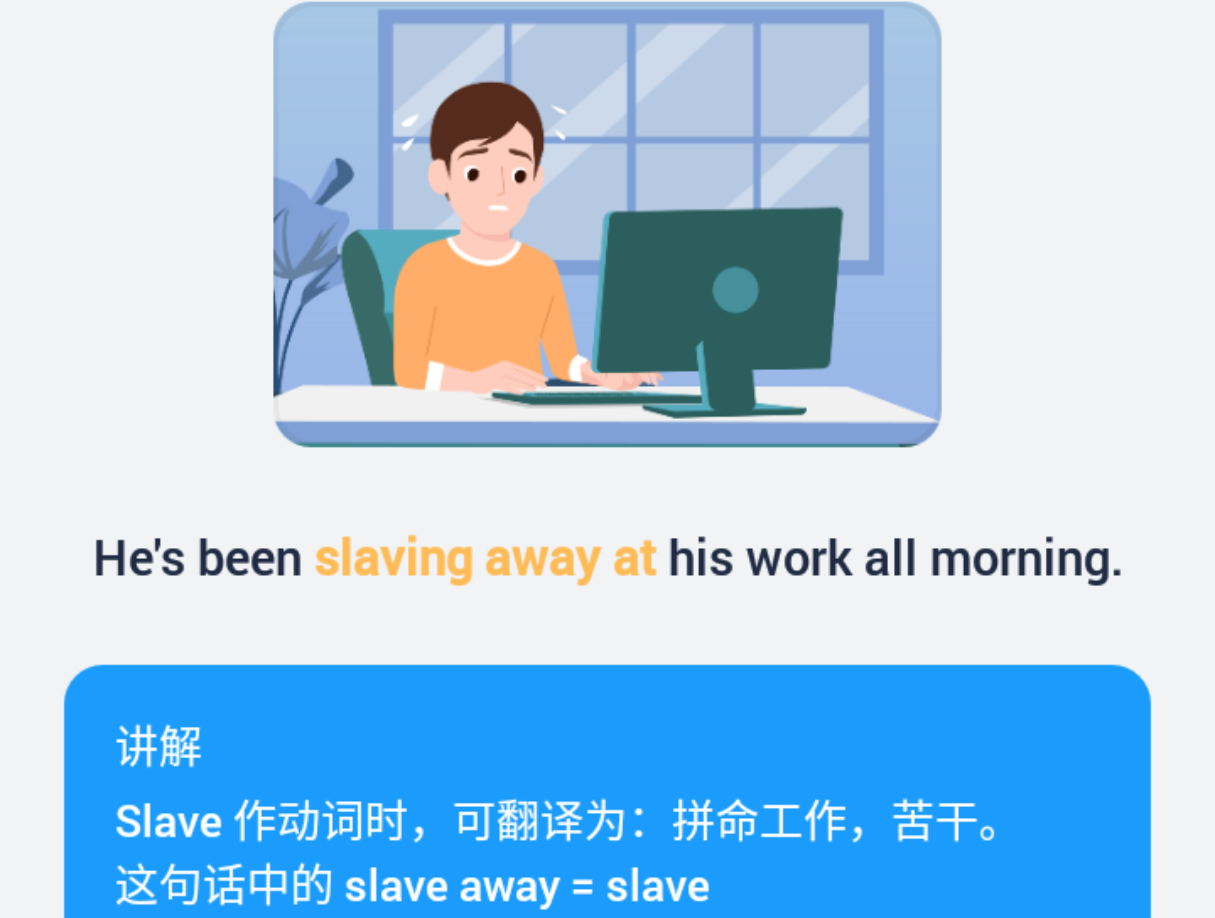 He's been slaving away at his work all morning.
讲解
Slave 作动词时，可翻译为：拼命工作，苦干。
这句话中的 slave away = slave